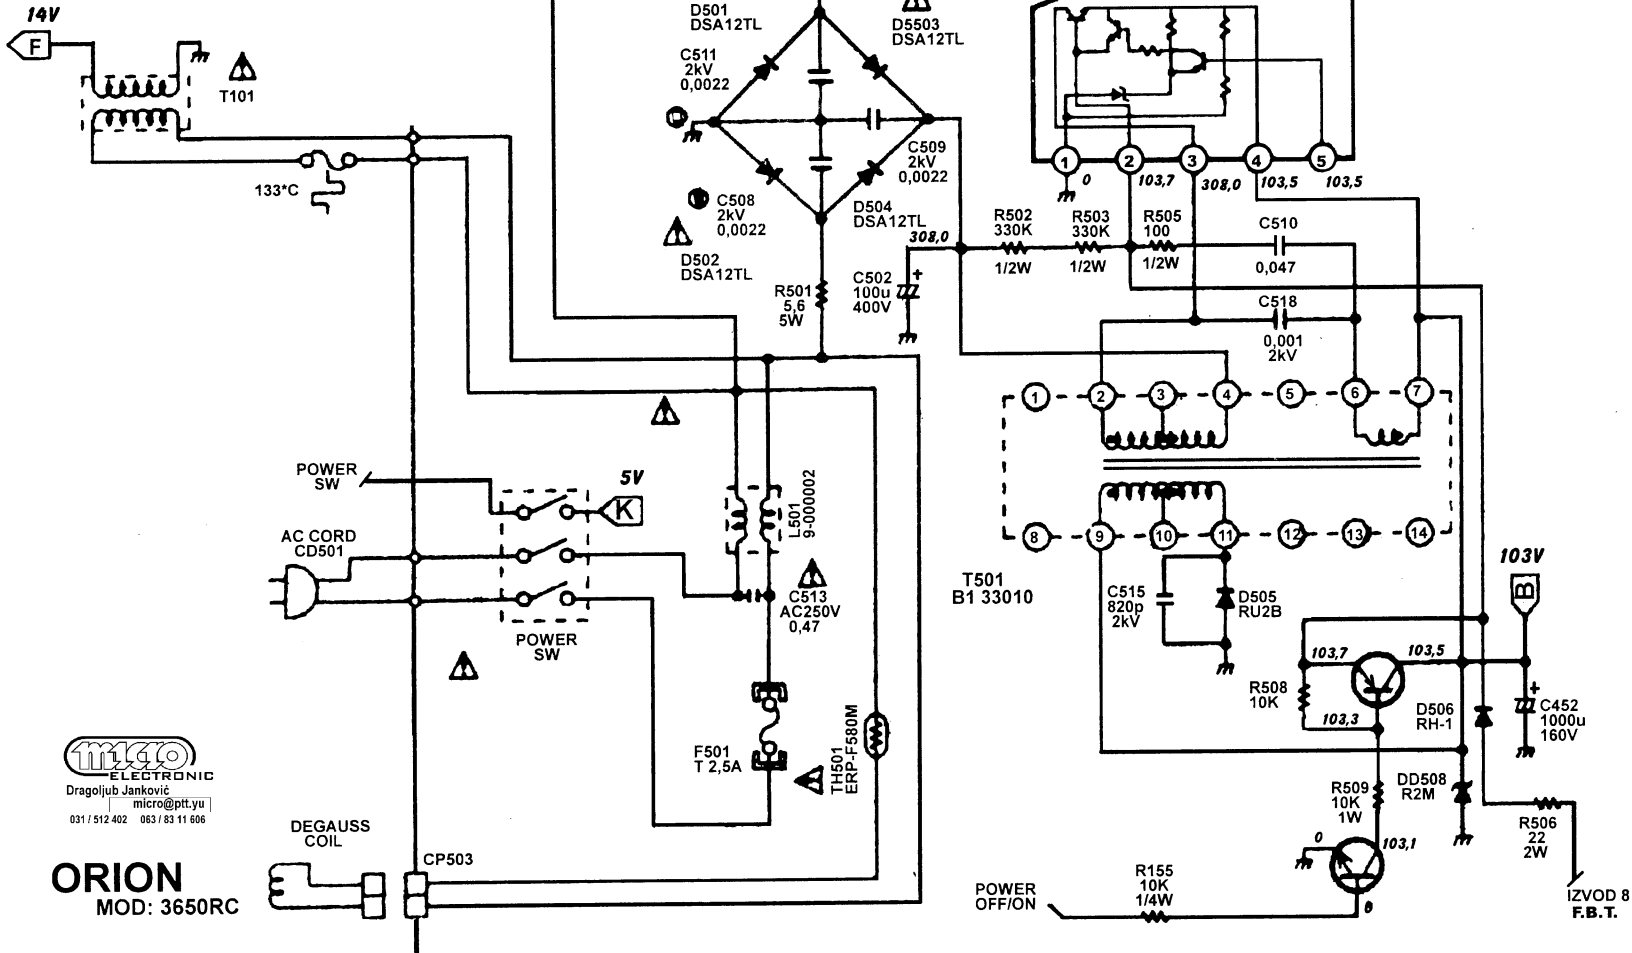 14V
F
T101
133*C
D501
DSA12TL
D5503
DSA12TL
C511
2kV
0,0022
C509
2kV
0,0022
C508
2kV
0,0022
D504
DSA12TL
D502
DSA12TL
308,0
R501
5,6
5W
C502
100u
400V
+
1
2
3
4
5
0
103,7
308,0
103,5
103,5
R502
330K
1/2W
R503
330K
1/2W
R505
100
1/2W
C510
0,047
C518
0,001
2kV
1
2
3
4
5
6
7
8
9
10
11
12
13
14
T501
B1 33010
POWER
SW
5V
K
AC CORD
CD501
POWER
SW
L501
9-000002
C513
AC250V
0,47
F501
T 2,5A
TH501
ERP-F580M
C515
820p
2kV
D505
RU2B
103V
B
103,7
103,5
R508
10K
103,3
D506
RH-1
+
C452
1000u
160V
R509
10K
1W
DD508
R2M
103,1
0
R506
22
2W
IZVOD 8
F.B.T.
R155
10K
1/4W
POWER
OFF/ON
0
micro
ELECTRONIC
Dragoljub Janković
micro@ptt.yu
031 / 512 402 063 / 83 11 606
DEGAUSS
COIL
CP503
ORION
MOD: 3650RC